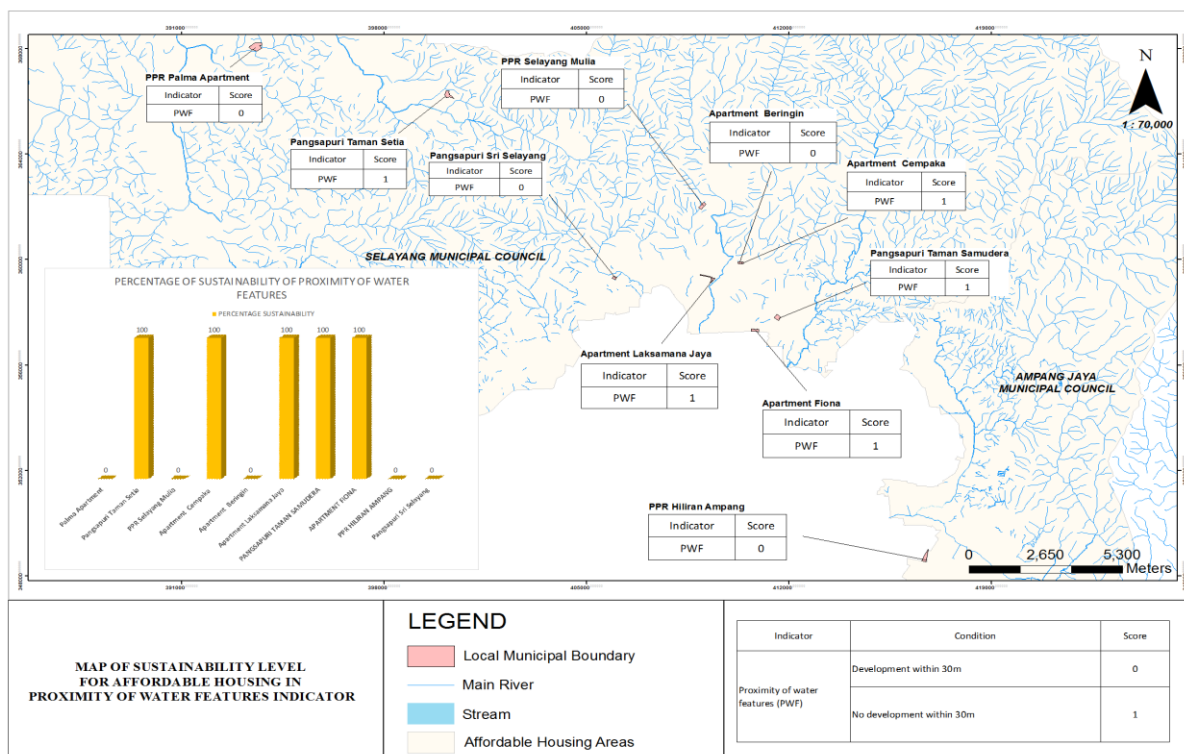 PPR Palma Apartment
Indicator Score
PWF 0
PPR Selayang Mulia
Indicator Score
PWF 0
N
1 : 70,000
Apartment Beringin
Indicator Score
PWF 0
Pangsapuri Taman Setia
Indicator Score
PWF 1
Pangsapuri Sri Selayang
Indicator Score
PWF 0
Apartment Cempaka
Indicator Score
PWF 1
SELAYANG MUNICIPAL COUNCIL
Pangsapuri Taman Samudera
Indicator Score
PWF 1
PERCENTAGE OF SUSTAINABILITY OF PROXIMITY OF WATER
FEATURES
PERCENTAGE SUSTAINABILITY
0 100 0 100 0 100 100 100 0 0
Palma Apartment
Pangsapuri Taman Setia
PPR Selayang Mulia
Apartment Cempaka
Apartment Beringin
Apartment Laksamana Jaya
PANGSAPURI TAMAN SAMUDERA
APARTMENT FIONA
PPR HILIRAN AMPANG
Pangsapuri Sri Selayang
Apartment Laksamana Jaya
Indicator Score
PWF 1
AMPANG JAYA
MUNICIPAL COUNCIL
Apartment Fiona
Indicator Score
PWF 1
PPR Hiliran Ampang
Indicator Score
PWF 0
0 2,650 5,300
Meters
MAP OF SUSTAINABILITY LEVEL
FOR AFFORDABLE HOUSING IN
PROXIMITY OF WATER FEATURES INDICATOR
LEGEND
Local Municipal Boundary
Main River
Stream
Affordable Housing Areas
Indicator Condition Score
Proximity of water
features (PWF)
Development within 30m 0
No development within 30m 1